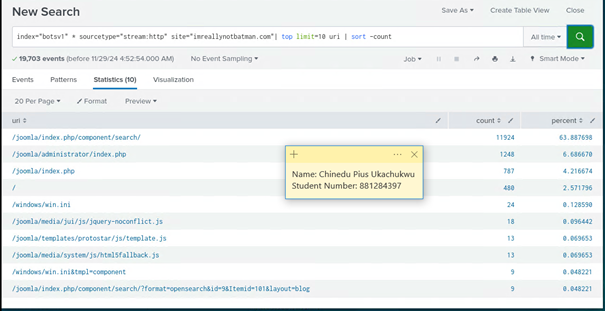 New Search
Save As Create Table View Close
index="botsv1" * sourcetype="stream:http" site="imreallynotbatman.com"| top limit=10 uri | sort -count
All time
19,703 events (before 11/29/24 4:52:54.000 AM) No Event Sampling Job Smart Mode
Events Patterns Statistics (10) Visualization
20 Per Page Format Preview
uri count percent
/joomla/index.php/component/search/ 11924 63.887698
/joomla/administrator/index.php 1248 6.686670
/joomla/index.php 787 4.216674
/ 480 2.571796
/windows/win.ini 24 0.128590
/joomla/media/jui/js/jquery-noconflict.js 18 0.096442
/joomla/templates/protostar/js/template.js 13 0.069653
/joomla/media/system/js/html5fallback.js 13 0.069653
/windows/win.ini&tmpl=component 9 0.048221
/joomla/index.php/component/search/?format=opensearch&id=9&Itemid=101&layout=blog 9 0.048221
Name: Chinedu Pius Ukachukwu
Student Number: 881284397